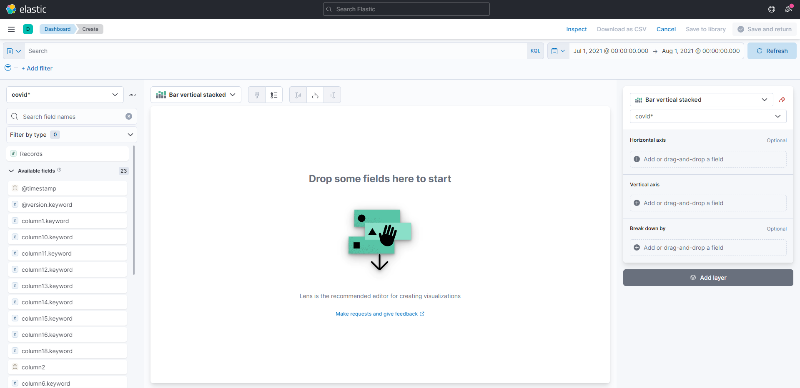 elastic
Search Elastic
D Dashboard Create
Inspect Download as CSV Cancel Save to library Save and return
Search KQL Jul 1, 2021 @ 00:00:00.000 → Aug 1, 2021 @ 00:00:00.000 Refresh
+ Add filter
covid*
Search field names
Filter by type 0
Records
Available fields 23
@timestamp
@version.keyword
column1.keyword
column10.keyword
column11.keyword
column12.keyword
column13.keyword
column14.keyword
column15.keyword
column16.keyword
column18.keyword
column2
column6.keyword
Bar vertical stacked
Drop some fields here to start
Lens is the recommended editor for creating visualizations
Make requests and give feedback
Bar vertical stacked
covid*
Horizontal axis Optional
Add or drag-and-drop a field
Vertical axis
Add or drag-and-drop a field
Break down by Optional
Add or drag-and-drop a field
Add layer